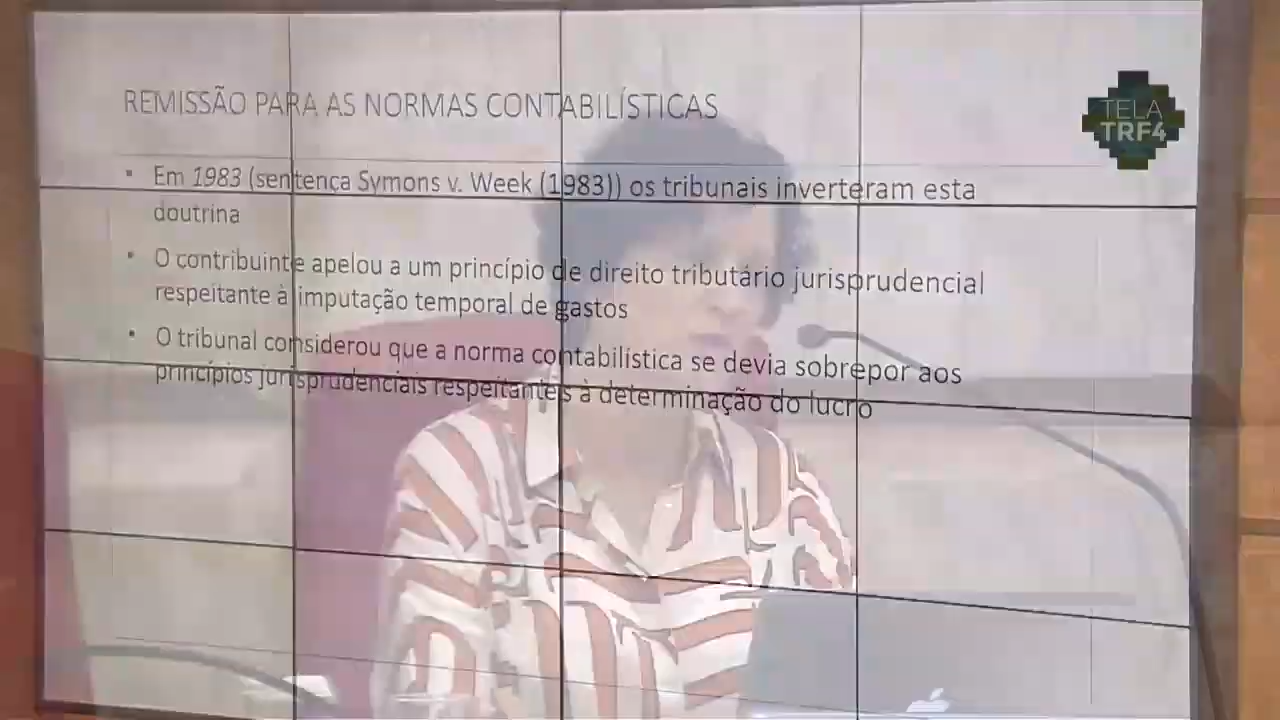 REMISSÃO PARA AS NORMAS CONTABILÍSTICAS
TELA
TRF4
Em 1983 (sentença Symons v. Week (1983)) os tribunais inverteram esta
doutrina
O contribuinte apelou a um princípio de direito tributário jurisprudencial
respeitante à imputação temporal de gastos
O tribunal considerou que a norma contabilística se devia sobrepor aos
princípios jurisprudenciais respeitantes à determinação do lucro